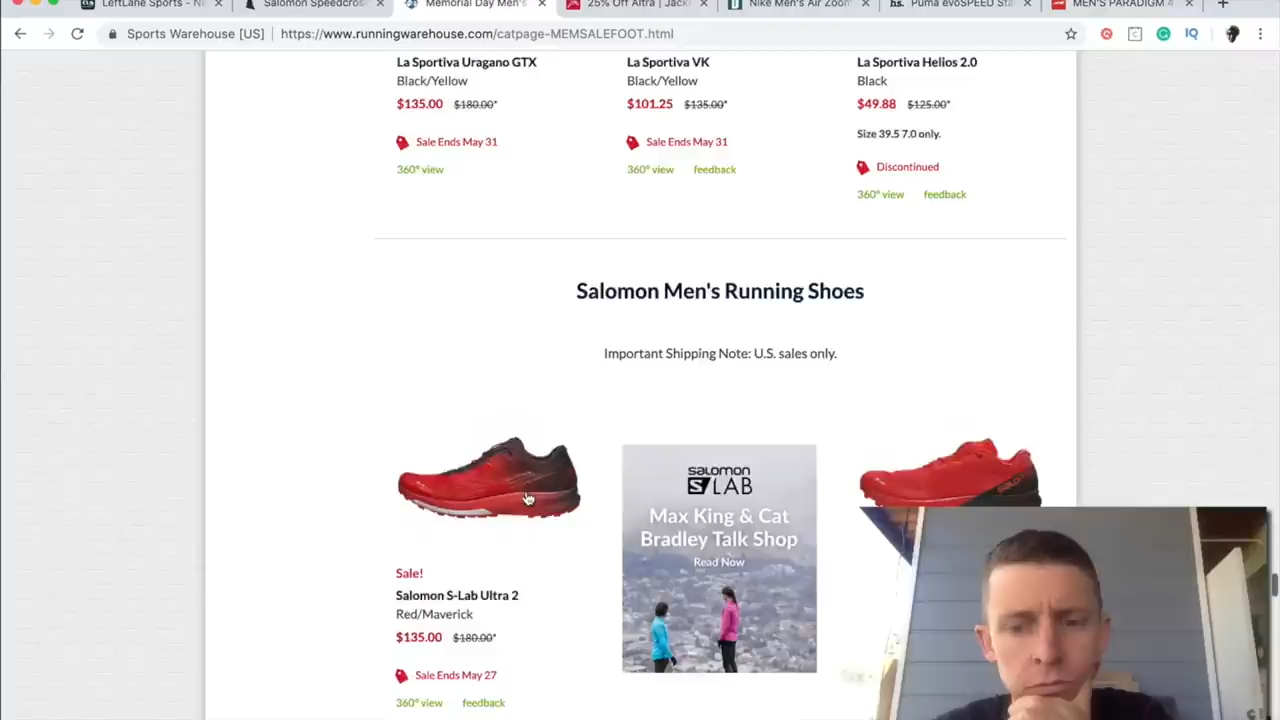 LeftLane Sports - N
Salomon Speedcros
Memorial Day Men's
25% Off Altra | Jack
Nike Men's Air Zoom
Puma evoSPEED Sta
MEN'S PARADIGM 4
Sports Warehouse [US] https://www.runningwarehouse.com/catpage-MEMSALEFOOT.html
La Sportiva Uragano GTX
Black/Yellow
$135.00 $180.00*
Sale Ends May 31
360° view
La Sportiva VK
Black/Yellow
$101.25 $135.00*
Sale Ends May 31
360° view feedback
La Sportiva Helios 2.0
Black
$49.88 $125.00*
Size 39.5 7.0 only.
Discontinued
360° view feedback
Salomon Men's Running Shoes
Important Shipping Note: U.S. sales only.
Sale!
Salomon S-Lab Ultra 2
Red/Maverick
$135.00 $180.00*
Sale Ends May 27
360° view feedback
salomon
S LAB
Max King & Cat
Bradley Talk Shop
Read Now